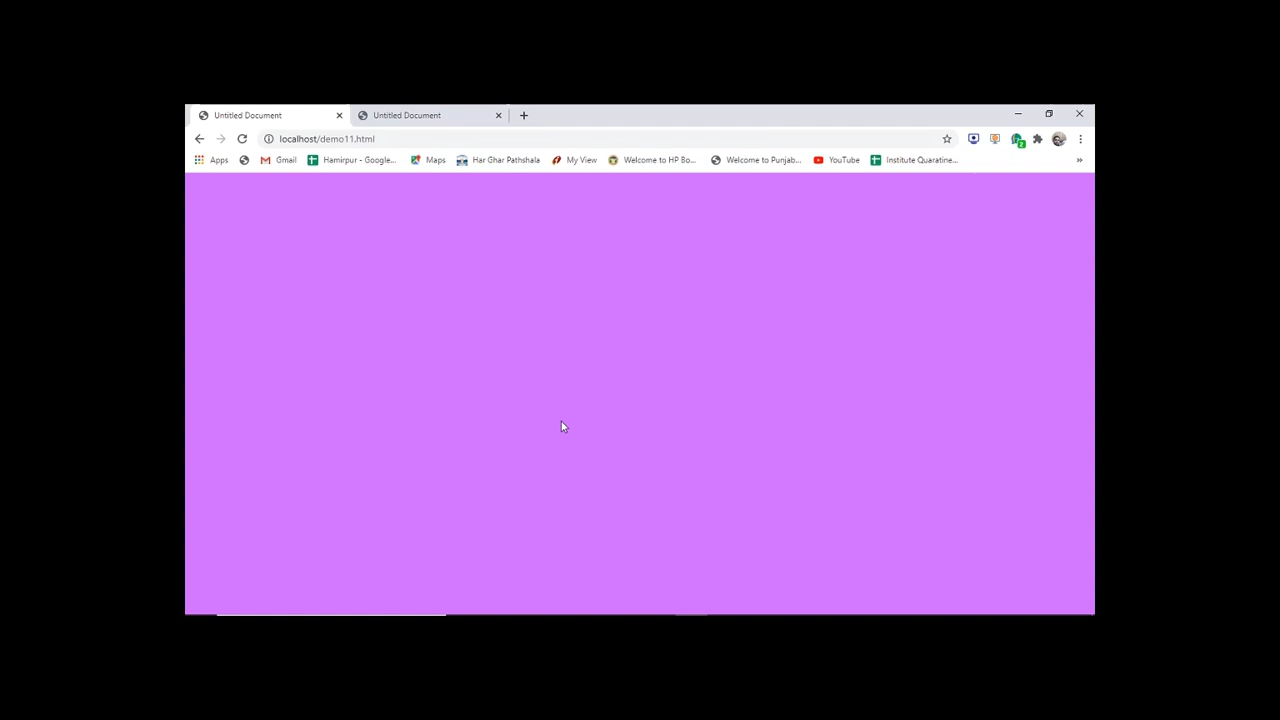 Untitled Document Untitled Document
localhost/demo11.html
Apps Gmail Hamirpur - Google... Maps Har Ghar Pathshala My View Welcome to HP Bo... Welcome to Punjab... YouTube Institute Quaratine... »
2